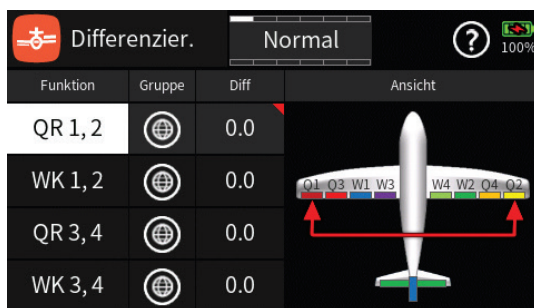 Differenzier. Normal ? 100%
Funktion Gruppe Diff Ansicht
QR 1, 2 0.0
WK 1, 2 0.0
Q1 Q3 W1 W3 W4 W2 Q4 Q2
QR 3, 4 0.0
WK 3, 4 0.0